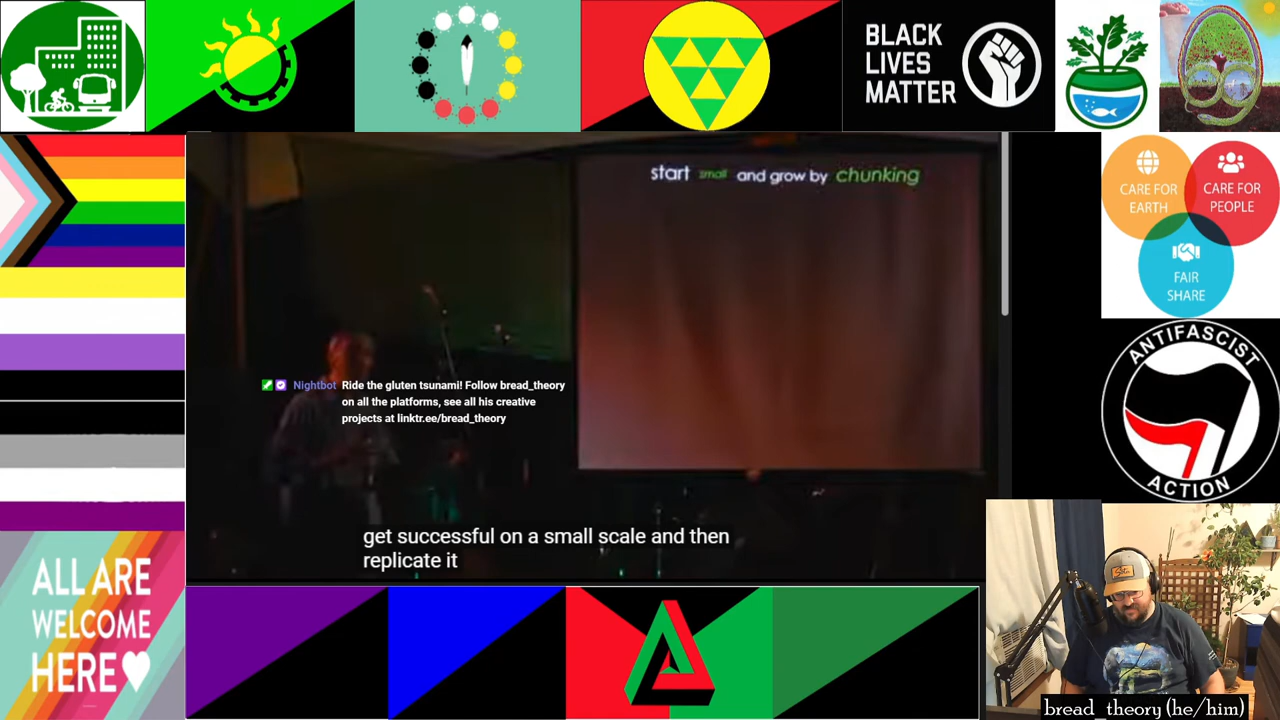 BLACK
LIVES
MATTER
start small and grow by chunking
CARE FOR
EARTH
CARE FOR
PEOPLE
FAIR
SHARE
Nightbot Ride the gluten tsunami! Follow bread_theory
on all the platforms, see all his creative
projects at linktr.ee/bread_theory
ANTIFASCIST
ACTION
get successful on a small scale and then
replicate it
ALL ARE
WELCOME
HERE
bread_theory (he/him)